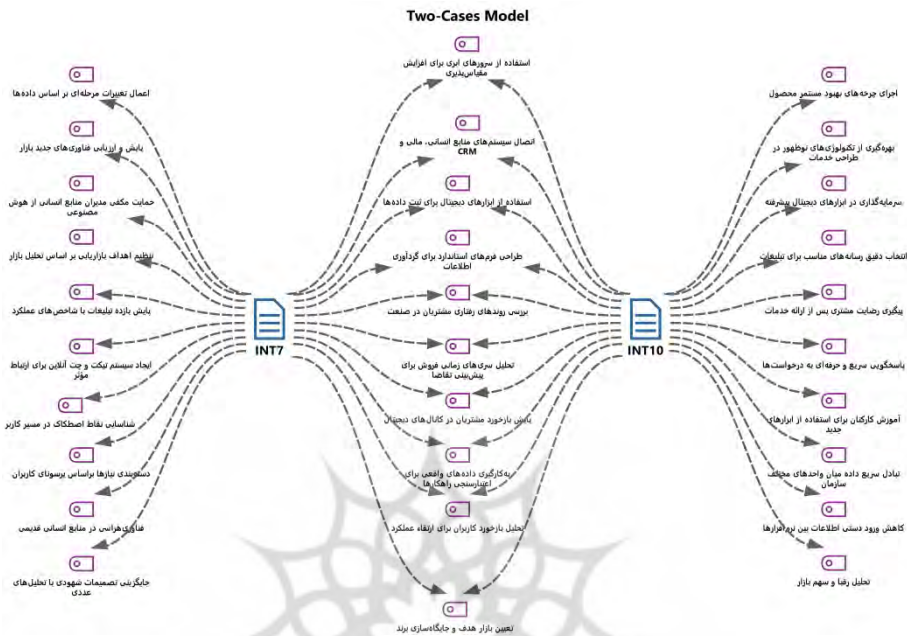 Two-Cases Model
استفاده از سرورهای ابری برای افزایش
مقیاس‌پذیری
اتصال سیستم‌های منابع انسانی، مالی و
CRM
استفاده از ابزارهای دیجیتال برای ثبت داده‌ها
طراحی فرم‌های استاندارد برای گردآوری
اطلاعات
بررسی روندهای رفتاری مشتریان در صنعت
تحلیل سری‌های زمانی فروش برای
پیش‌بینی تقاضا
پایش بازخورد مشتریان در کانال‌های دیجیتال
به‌کارگیری داده‌های واقعی برای
اعتبارسنجی راهکارها
تحلیل بازخورد کاربران برای ارتقاء عملکرد
تعیین بازار هدف و جایگاه‌سازی برند
اعمال تغییرات مرحله‌ای بر اساس داده‌ها
پایش و ارزیابی فناوری‌های جدید بازار
حمایت مکفی مدیران منابع انسانی از هوش
مصنوعی
تنظیم اهداف بازاریابی بر اساس تحلیل بازار
پایش بازده تبلیغات با شاخص‌های عملکرد
ایجاد سیستم تیکت و چت آنلاین برای ارتباط
مؤثر
شناسایی نقاط اصطکاک در مسیر کاربر
دسته‌بندی نیازها براساس پرسونای کاربران
فناوری‌هراسی در منابع انسانی قدیمی
جایگزینی تصمیمات شهودی با تحلیل‌های
عددی
INT7
INT10
اجرای چرخه‌های بهبود مستمر محصول
بهره‌گیری از تکنولوژی‌های نوظهور در
طراحی خدمات
سرمایه‌گذاری در ابزارهای دیجیتال پیشرفته
انتخاب دقیق رسانه‌های مناسب برای تبلیغات
پیگیری رضایت مشتری پس از ارائه خدمات
پاسخگویی سریع و حرفه‌ای به درخواست‌ها
آموزش کارکنان برای استفاده از ابزارهای
جدید
تبادل سریع داده میان واحدهای مختلف
سازمان
کاهش ورود دستی اطلاعات بین نرم‌افزارها
تحلیل رقبا و سهم بازار